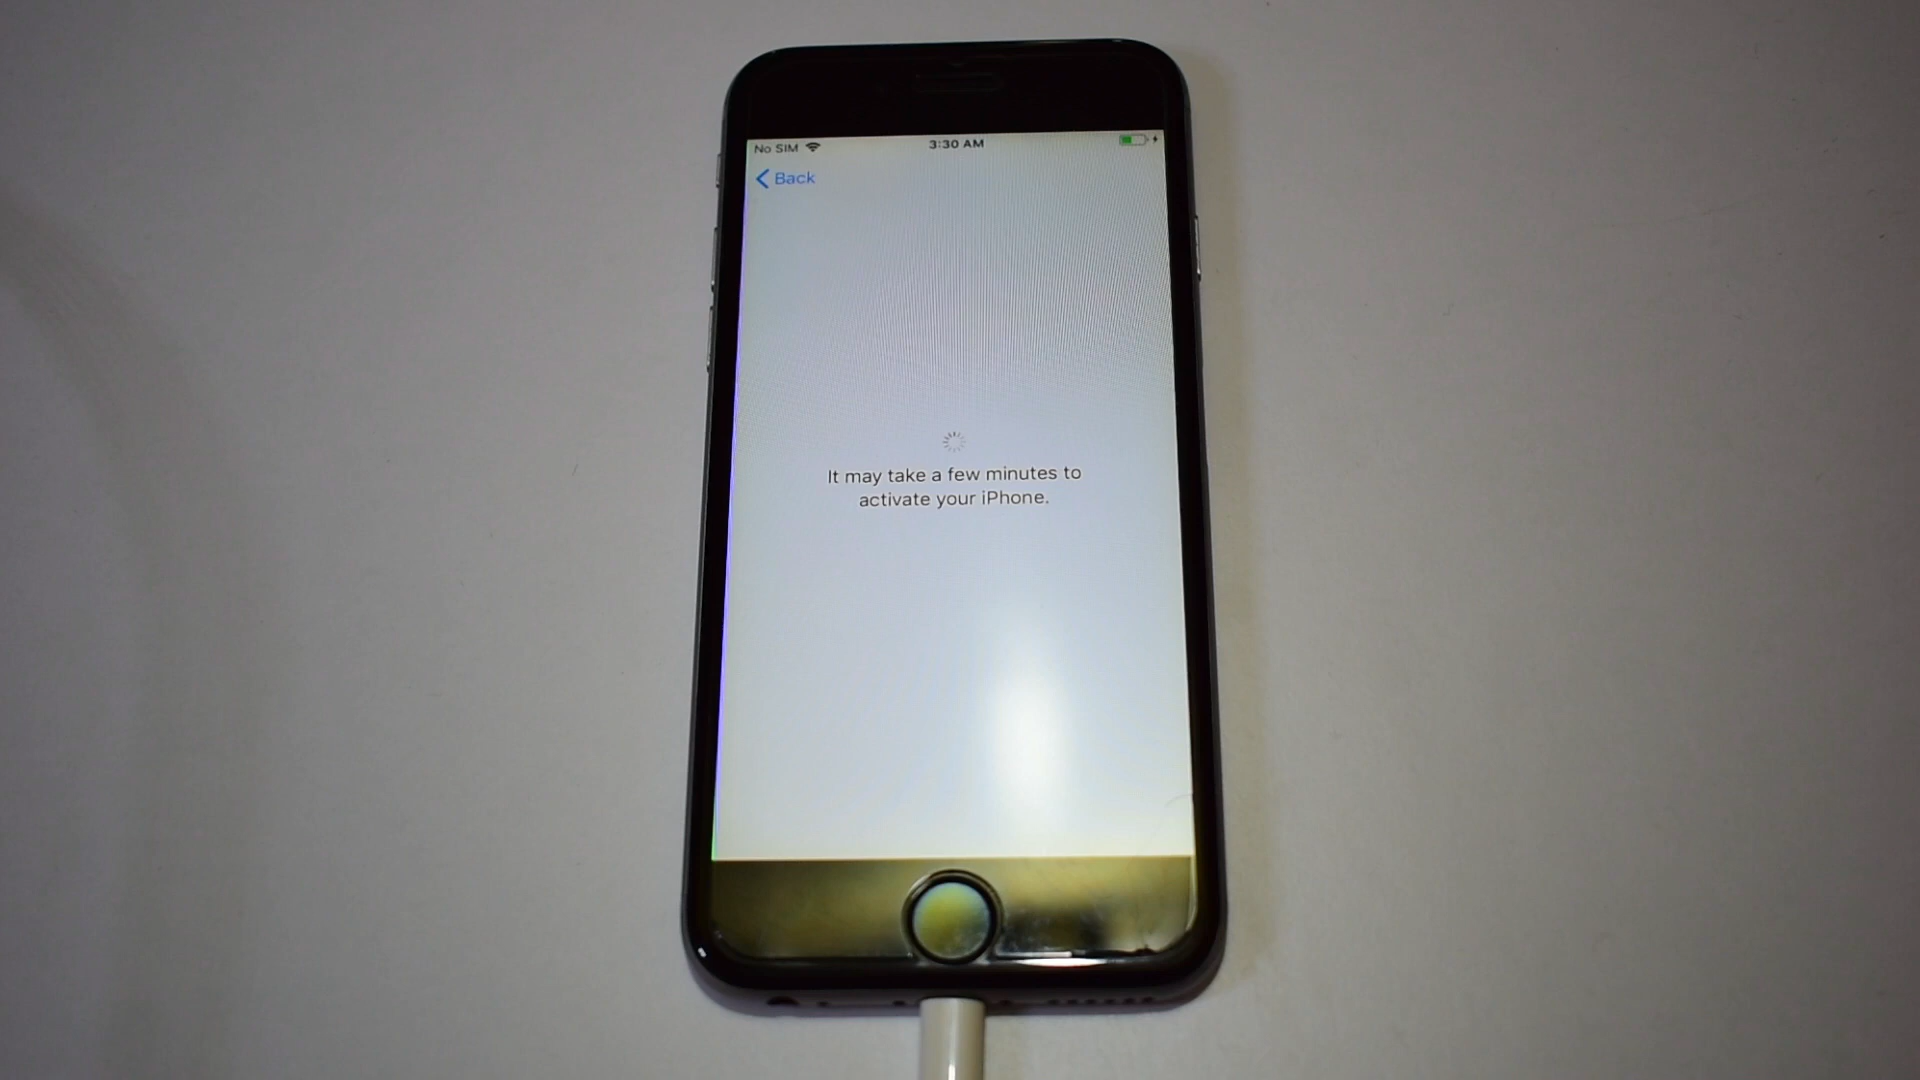 No SIM 3:30 AM
Back
It may take a few minutes to
activate your iPhone.